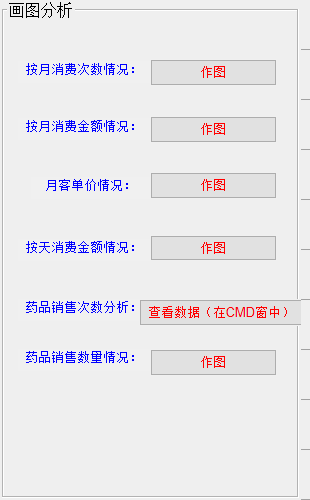 画图分析
按月消费次数情况： 作图
按月消费金额情况： 作图
月客单价情况： 作图
按天消费金额情况： 作图
药品销售次数分析： 查看数据（在CMD窗中）
药品销售数量情况： 作图